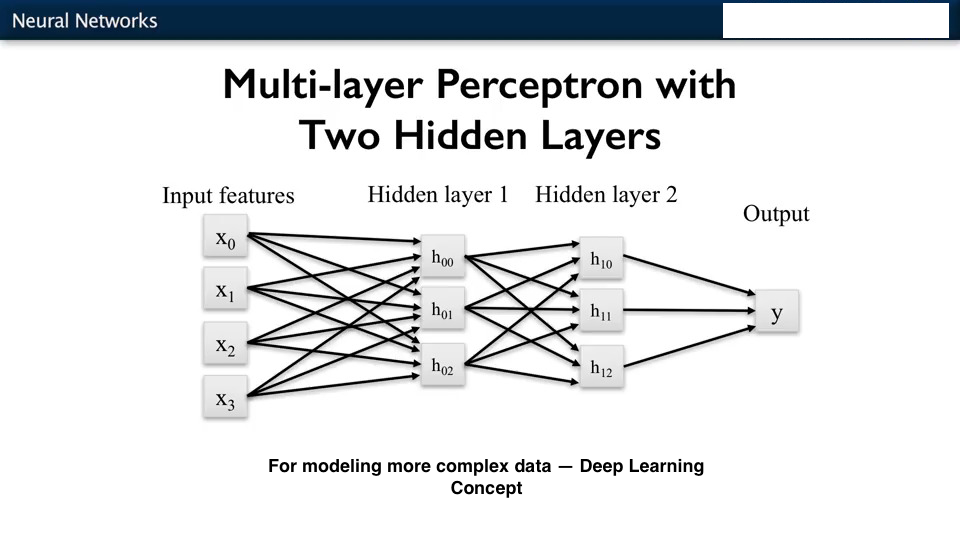 Neural Networks
Multi-layer Perceptron with
Two Hidden Layers
Input features
Hidden layer 1
Hidden layer 2
Output
x₀
x₁
x₂
x₃
h₀₀
h₀₁
h₀₂
h₁₀
h₁₁
h₁₂
y
For modeling more complex data — Deep Learning
Concept